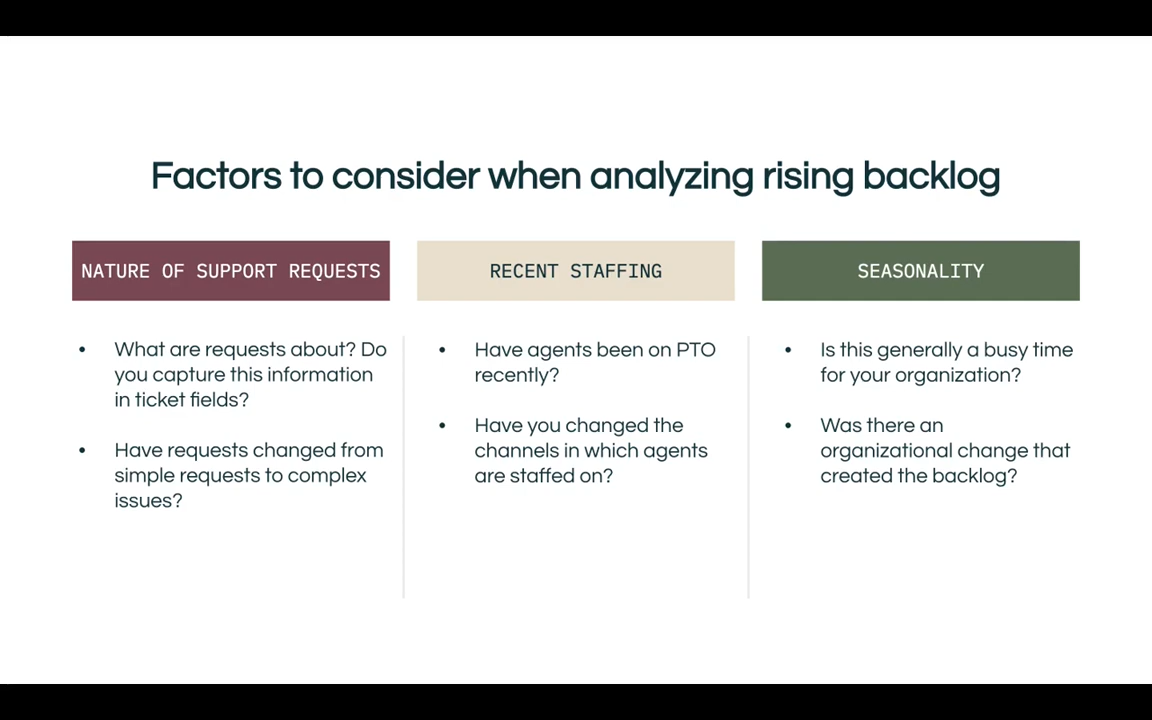 Factors to consider when analyzing rising backlog
NATURE OF SUPPORT REQUESTS
• What are requests about? Do
you capture this information
in ticket fields?
• Have requests changed from
simple requests to complex
issues?
RECENT STAFFING
• Have agents been on PTO
recently?
• Have you changed the
channels in which agents
are staffed on?
SEASONALITY
• Is this generally a busy time
for your organization?
• Was there an
organizational change that
created the backlog?